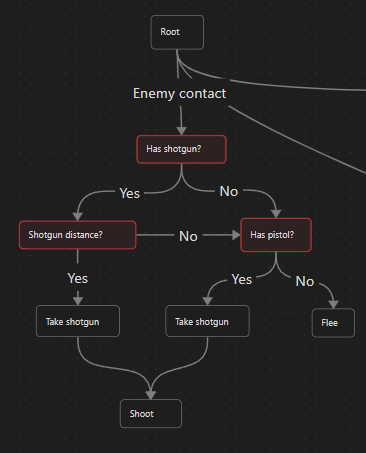 Root
Enemy contact
Has shotgun?
Yes
No
Shotgun distance?
No
Has pistol?
Yes
Yes
No
Take shotgun
Take shotgun
Flee
Shoot